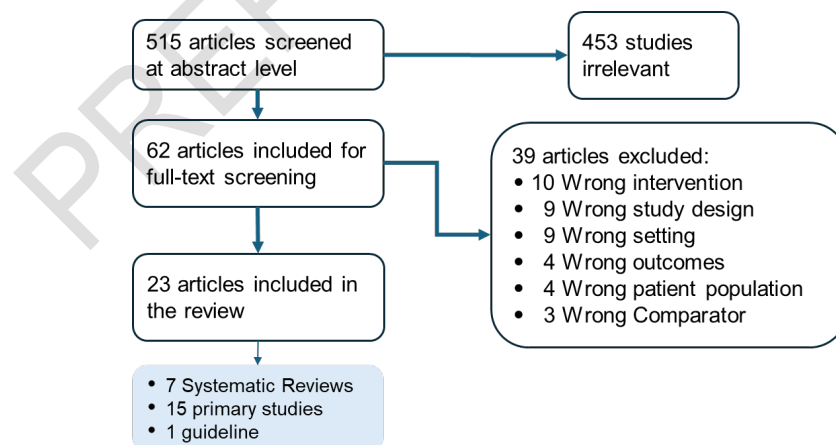 515 articles screened
at abstract level
453 studies
irrelevant
62 articles included for
full-text screening
39 articles excluded:
• 10 Wrong intervention
• 9 Wrong study design
• 9 Wrong setting
• 4 Wrong outcomes
• 4 Wrong patient population
• 3 Wrong Comparator
23 articles included in
the review
• 7 Systematic Reviews
• 15 primary studies
• 1 guideline